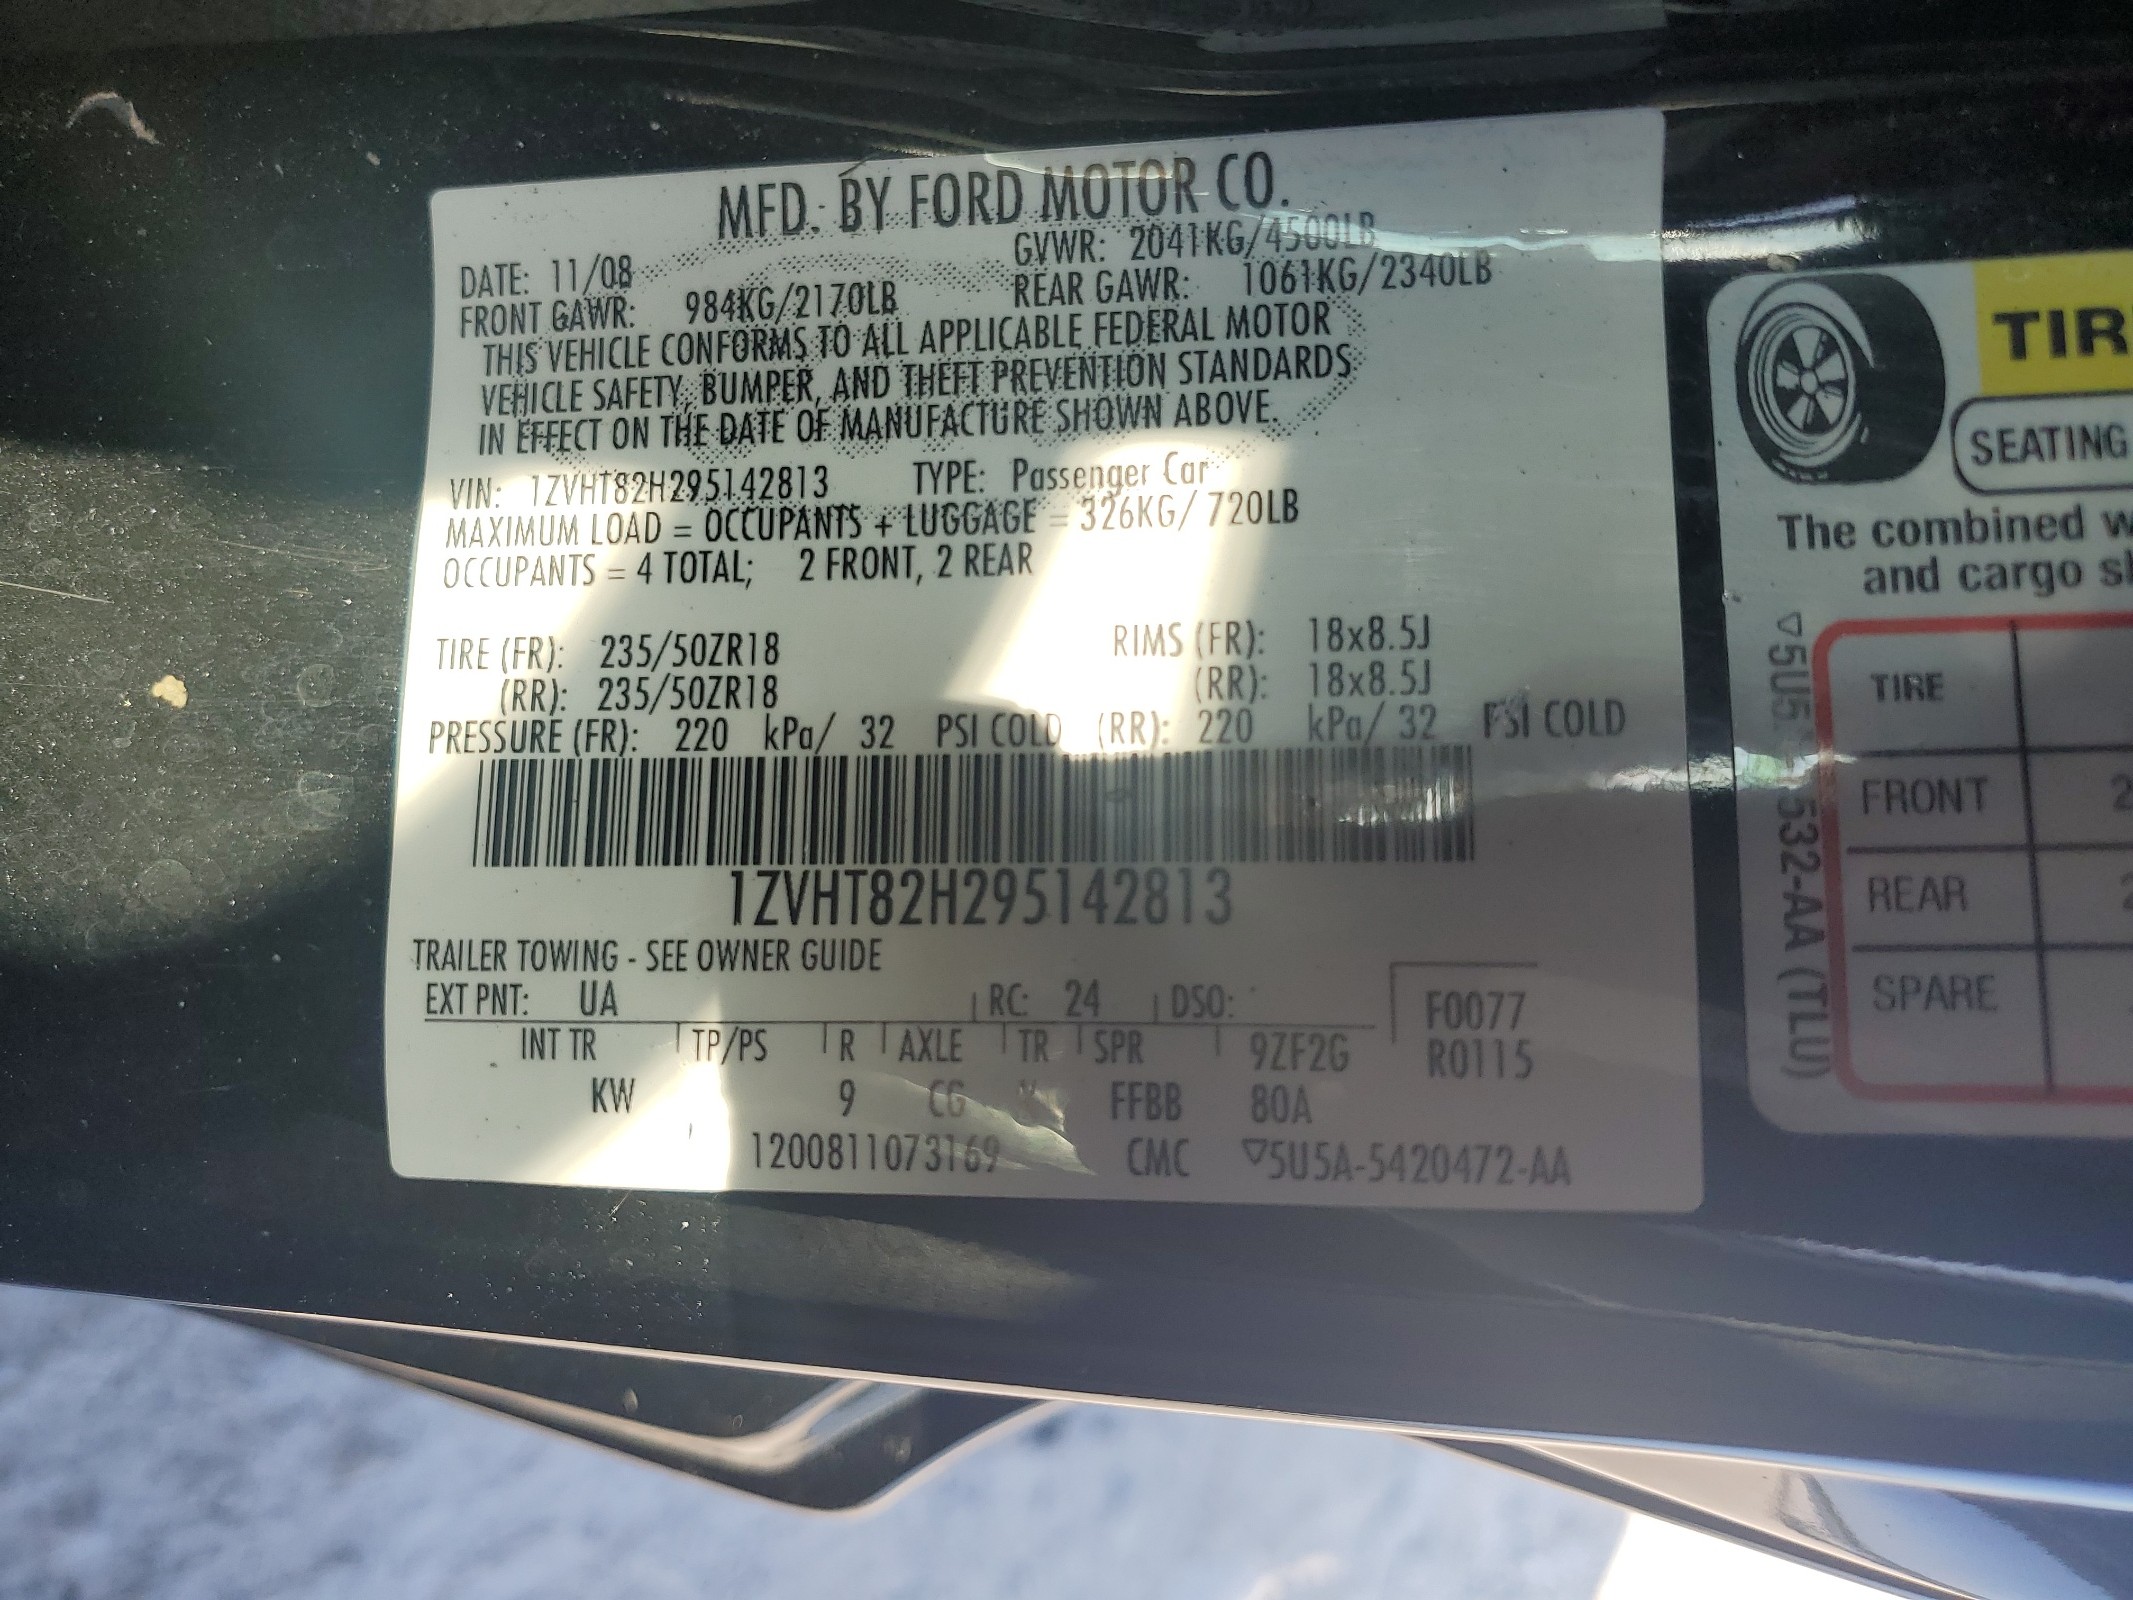 MFD. BY FORD MOTOR CO.
DATE: 11/08 GVWR: 2041KG/4500LB
FRONT GAWR: 984KG/2170LB REAR GAWR: 1061KG/2340LB
THIS VEHICLE CONFORMS TO ALL APPLICABLE FEDERAL MOTOR
VEHICLE SAFETY, BUMPER, AND THEFT PREVENTION STANDARDS
IN EFFECT ON THE DATE OF MANUFACTURE SHOWN ABOVE.
VIN: 1ZVHT82H295142813 TYPE: Passenger Car
MAXIMUM LOAD = OCCUPANTS + LUGGAGE = 326KG/ 720LB
OCCUPANTS = 4 TOTAL; 2 FRONT, 2 REAR
TIRE (FR): 235/50ZR18 RIMS (FR): 18x8.5J
(RR): 235/50ZR18 (RR): 18x8.5J
PRESSURE (FR): 220 kPa/ 32 PSI COLD (RR): 220 kPa/ 32 PSI COLD
1ZVHT82H295142813
TRAILER TOWING - SEE OWNER GUIDE
EXT PNT: UA RC: 24 DSO: F0077
INT TR TP/PS R AXLE TR SPR 9ZF2G R0115
KW 9 CG FFBB 80A
1200811073169 CMC ▽5U5A-5420472-AA
TIR
SEATING
The combined
and cargo
TIRE
FRONT
REAR
SPARE
532-AA (TLU)